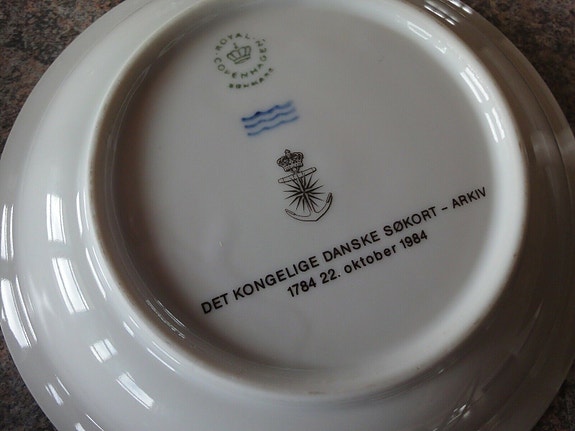 ROYAL COPENHAGEN
DENMARK
DET KONGELIGE DANSKE SØKORT - ARKIV
1784 22. oktober 1984